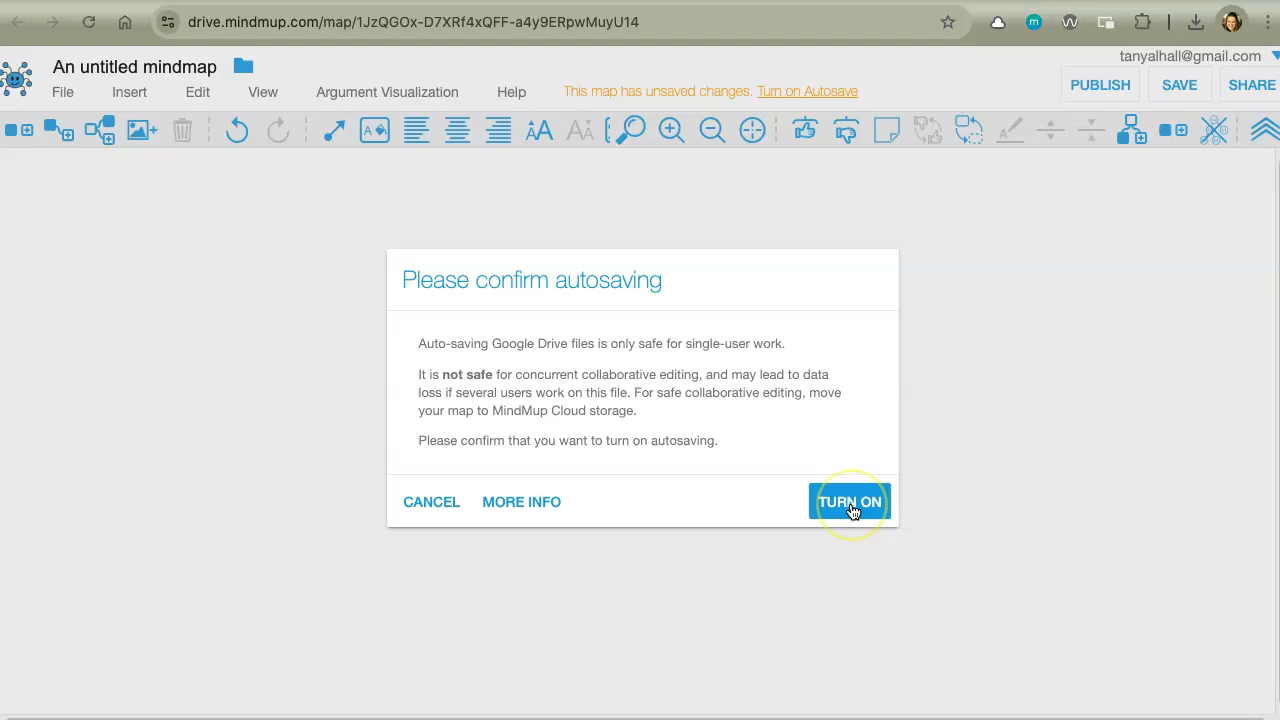 drive.mindmup.com/map/1JzQGOx-D7XRf4xQFF-a4y9ERpwMuyU14
An untitled mindmap
tanyalhall@gmail.com
File Insert Edit View Argument Visualization Help
This map has unsaved changes. Turn on Autosave
PUBLISH SAVE SHARE
Please confirm autosaving
Auto-saving Google Drive files is only safe for single-user work.
It is not safe for concurrent collaborative editing, and may lead to data
loss if several users work on this file. For safe collaborative editing, move
your map to MindMup Cloud storage.
Please confirm that you want to turn on autosaving.
CANCEL MORE INFO TURN ON